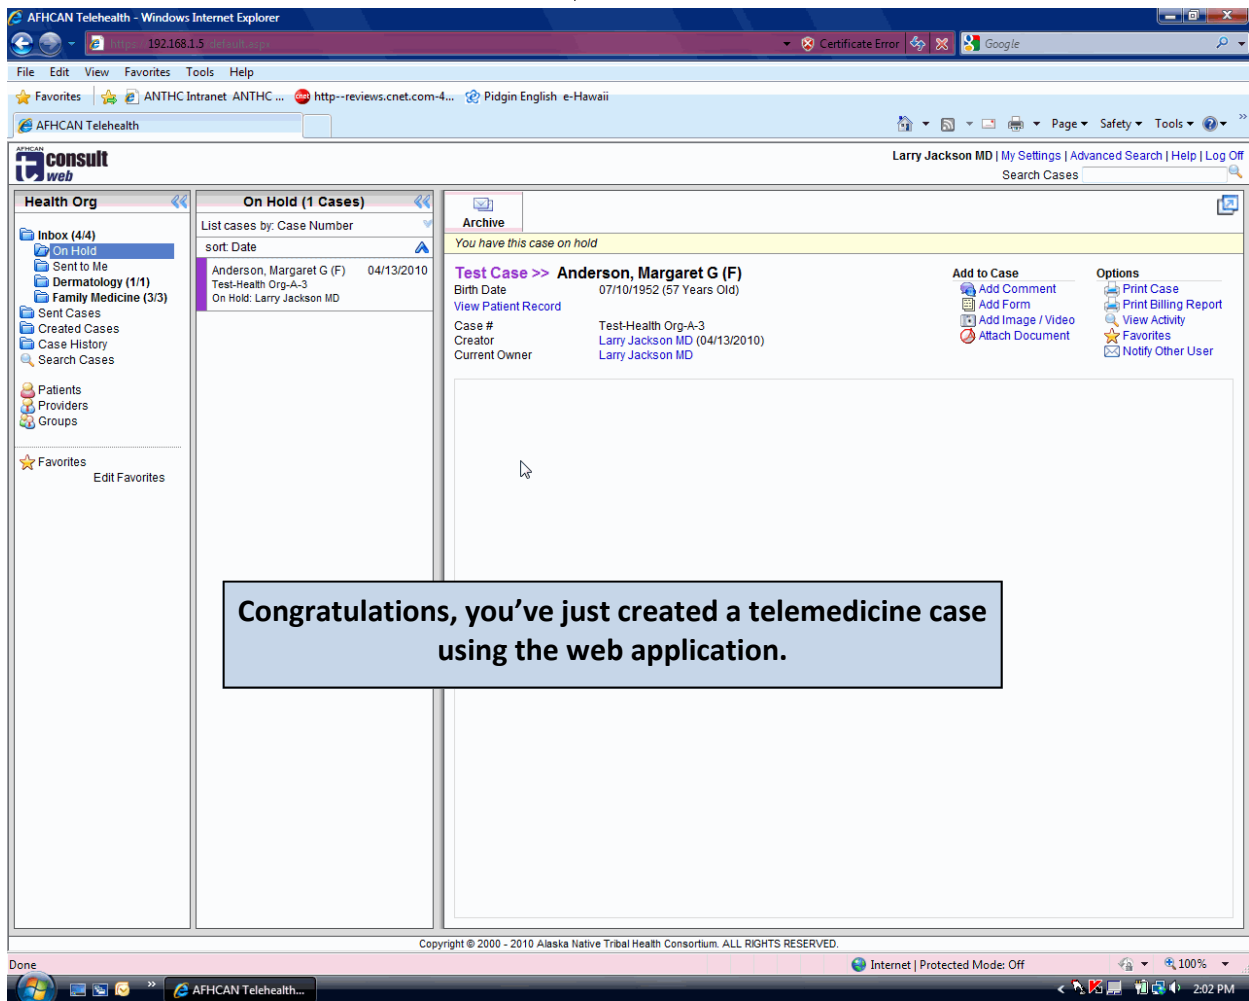 AFHCAN Telehealth - Windows Internet Explorer
https 192.168.1.5 default.aspx
Certificate Error
Google
File Edit View Favorites Tools Help
Favorites ANTHC Intranet ANTHC ... http--reviews.cnet.com-4... Pidgin English e-Hawaii
AFHCAN Telehealth
Page Safety Tools
AFHCAN
consult
web
Larry Jackson MD | My Settings | Advanced Search | Help | Log Off
Search Cases
Health Org
Inbox (4/4)
On Hold
Sent to Me
Dermatology (1/1)
Family Medicine (3/3)
Sent Cases
Created Cases
Case History
Search Cases
Patients
Providers
Groups
Favorites
Edit Favorites
On Hold (1 Cases)
List cases by: Case Number
sort: Date
Anderson, Margaret G (F) 04/13/2010
Test-Health Org-A-3
On Hold: Larry Jackson MD
Archive
You have this case on hold
Test Case >> Anderson, Margaret G (F)
Birth Date 07/10/1952 (57 Years Old)
View Patient Record
Case # Test-Health Org-A-3
Creator Larry Jackson MD (04/13/2010)
Current Owner Larry Jackson MD
Add to Case
Add Comment
Add Form
Add Image / Video
Attach Document
Options
Print Case
Print Billing Report
View Activity
Favorites
Notify Other User
Congratulations, you've just created a telemedicine case
using the web application.
Copyright © 2000 - 2010 Alaska Native Tribal Health Consortium. ALL RIGHTS RESERVED.
Done
Internet | Protected Mode: Off
100%
AFHCAN Telehealth...
2:02 PM